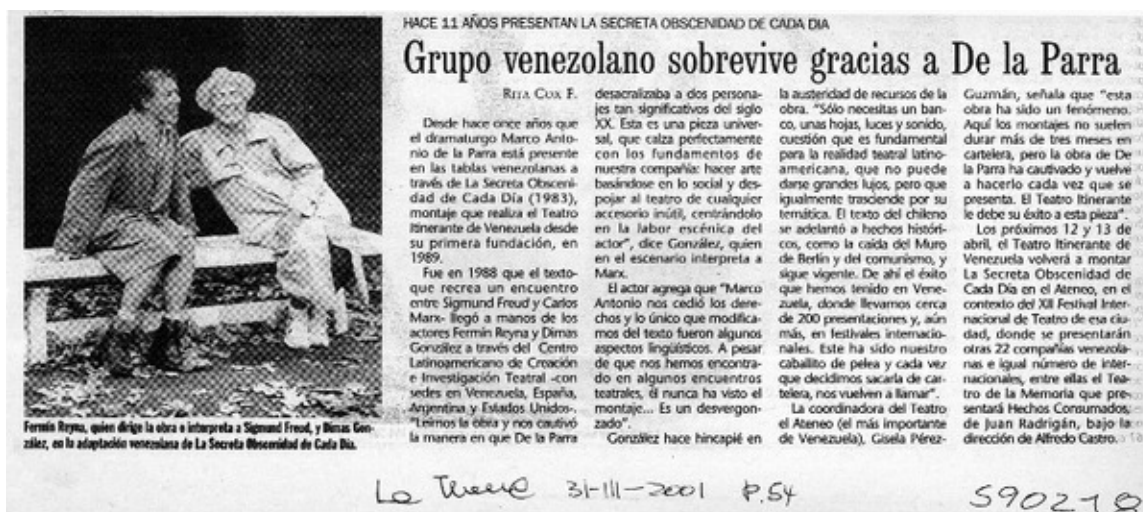 HACE 11 AÑOS PRESENTAN LA SECRETA OBSCENIDAD DE CADA DIA
Grupo venezolano sobrevive gracias a De la Parra
RITA COX F.
Desde hace once años que
el dramaturgo Marco Anto-
nio de la Parra está presente
en las tablas venezolanas a
través de La Secreta Obsceni-
dad de Cada Día (1983),
montaje que realiza el Teatro
Itinerante de Venezuela desde
su primera fundación, en
1989.
Fue en 1988 que el texto-
que recrea un encuentro
entre Sigmund Freud y Carlos
Marx- llegó a manos de los
actores Fermín Reyna y Dimas
González a través del Centro
Latinoamericano de Creación
e Investigación Teatral -con
sedes en Venezuela, España,
Argentina y Estados Unidos-.
"Leímos la obra y nos cautivó
la manera en que De la Parra
desacralizaba a dos persona-
jes tan significativos del siglo
XX. Esta es una pieza univer-
sal, que calza perfectamente
con los fundamentos de
nuestra compañía: hacer arte
basándose en lo social y des-
pojar al teatro de cualquier
accesorio inútil, centrándolo
en la labor escénica del
actor", dice González, quien
en el escenario interpreta a
Marx.
El actor agrega que "Marco
Antonio nos cedió los dere-
chos y lo único que modifica-
mos del texto fueron algunos
aspectos lingüísticos. A pesar
de que nos hemos encontra-
do en algunos encuentros
teatrales, él nunca ha visto el
montaje... Es un desvergon-
zado".
González hace hincapié en
la austeridad de recursos de la
obra. "Sólo necesitas un ban-
co, unas hojas, luces y sonido,
cuestión que es fundamental
para la realidad teatral latino-
americana, que no puede
darse grandes lujos, pero que
igualmente trasciende por su
temática. El texto del chileno
se adelantó a hechos históri-
cos, como la caída del Muro
de Berlín y del comunismo, y
sigue vigente. De ahí el éxito
que hemos tenido en Vene-
zuela, donde llevamos cerca
de 200 presentaciones y, aún
más, en festivales internacio-
nales. Este ha sido nuestro
caballito de pelea y cada vez
que decidimos sacarla de car-
telera, nos vuelven a llamar".
La coordinadora del Teatro
el Ateneo (el más importante
de Venezuela), Gisela Pérez-
Guzmán, señala que "esta
obra ha sido un fenómeno.
Aquí los montajes no suelen
durar más de tres meses en
cartelera, pero la obra de De
la Parra ha cautivado y vuelve
a hacerlo cada vez que se
presenta. El Teatro Itinerante
le debe su éxito a esta pieza".
Los próximos 12 y 13 de
abril, el Teatro Itinerante de
Venezuela volverá a montar
La Secreta Obscenidad de
Cada Día en el Ateneo, en el
contexto del XII Festival Inter-
nacional de Teatro de esa ciu-
dad, donde se presentarán
otras 22 compañías venezola-
nas e igual número de inter-
nacionales, entre ellas el Tea-
tro de la Memoria que pre-
sentará Hechos Consumados,
de Juan Radrigán, bajo la
dirección de Alfredo Castro.
Fermín Reyna, quien dirige la obra e interpreta a Sigmund Freud, y Dimas Gon-
zález, en la adaptación venezolana de La Secreta Obscenidad de Cada Día.
La 31-III-2001 P.54
590210